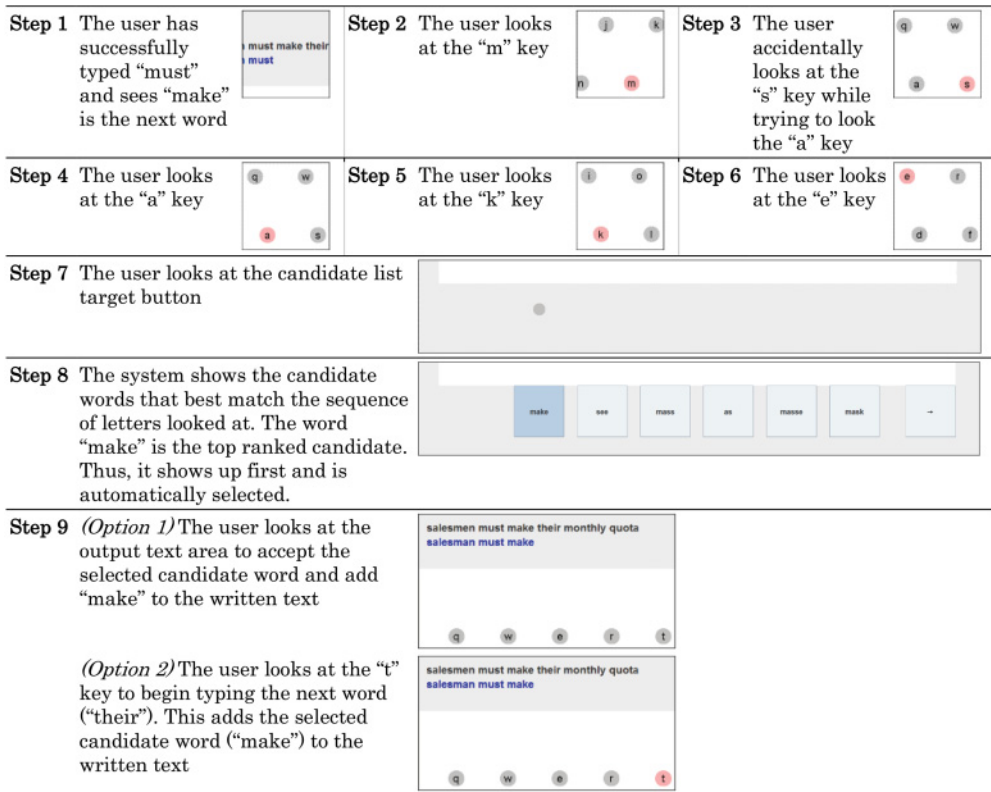 Step 1 The user has
successfully
typed “must”
and sees “make”
is the next word
must make their
must
Step 2 The user looks
at the “m” key
j k
n m
Step 3 The user
accidentally
looks at the
“s” key while
trying to look
the “a” key
q w
a s
Step 4 The user looks
at the “a” key
q w
a s
Step 5 The user looks
at the “k” key
i o
k l
Step 6 The user looks
at the “e” key
e r
d f
Step 7 The user looks at the candidate list
target button
Step 8 The system shows the candidate
words that best match the sequence
of letters looked at. The word
“make” is the top ranked candidate.
Thus, it shows up first and is
automatically selected.
make see mass as masse mask →
Step 9 (Option 1) The user looks at the
output text area to accept the
selected candidate word and add
“make” to the written text
salesmen must make their monthly quota
salesman must make
q w e r t
(Option 2) The user looks at the “t”
key to begin typing the next word
(“their”). This adds the selected
candidate word (“make”) to the
written text
salesmen must make their monthly quota
salesman must make
q w e r t